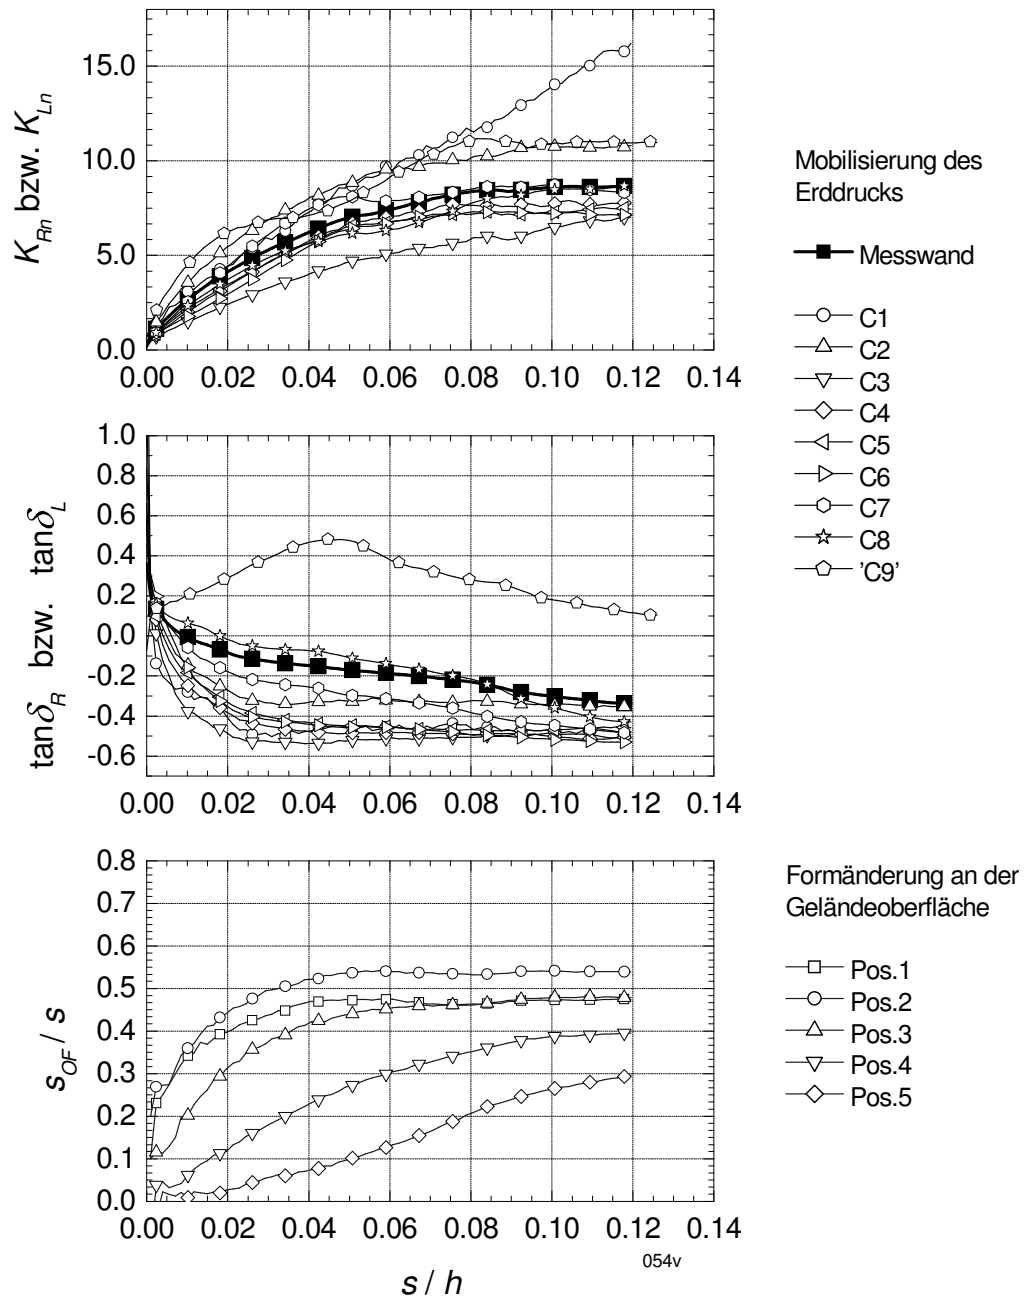 K_Rn bzw. K_Ln
15.0
10.0
5.0
0.0
0.00 0.02 0.04 0.06 0.08 0.10 0.12 0.14
Mobilisierung des
Erddrucks
Messwand
C1
C2
C3
C4
C5
C6
C7
C8
'C9'
tanδ_R bzw. tanδ_L
1.0
0.8
0.6
0.4
0.2
0.0
-0.2
-0.4
-0.6
0.00 0.02 0.04 0.06 0.08 0.10 0.12 0.14
s_OF / s
0.8
0.7
0.6
0.5
0.4
0.3
0.2
0.1
0.0
0.00 0.02 0.04 0.06 0.08 0.10 0.12 0.14
Formänderung an der
Geländeoberfläche
Pos.1
Pos.2
Pos.3
Pos.4
Pos.5
054v
s / h